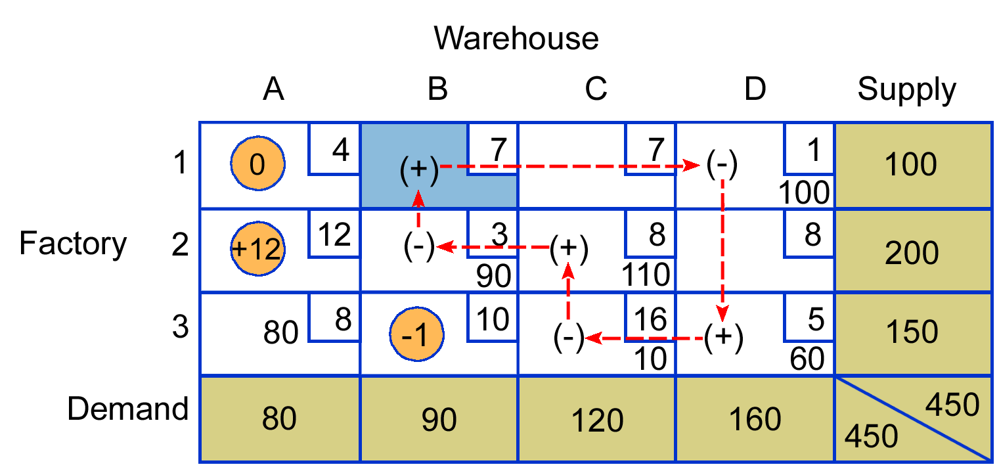 Warehouse
A B C D Supply
1 0 4 (+) 7 7 (-) 1 100
100
Factory 2 +12 12 (-) 3 (+) 8 8 200
90 110
3 80 8 -1 10 (-) 16 (+) 5 150
10 60
Demand 80 90 120 160 450
450